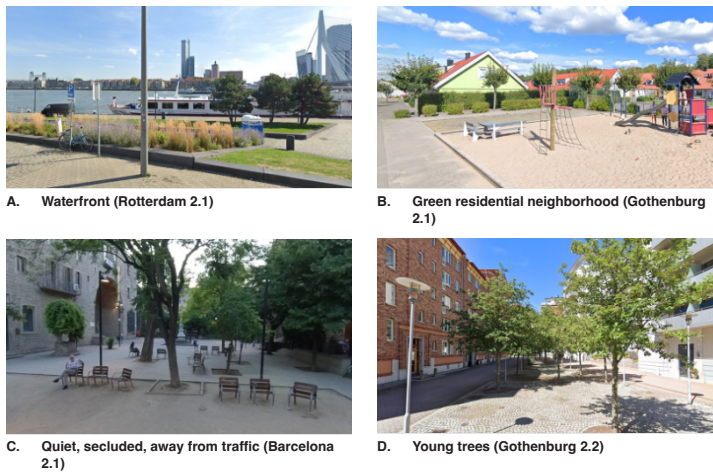 A. Waterfront (Rotterdam 2.1)
B. Green residential neighborhood (Gothenburg
2.1)
C. Quiet, secluded, away from traffic (Barcelona
2.1)
D. Young trees (Gothenburg 2.2)